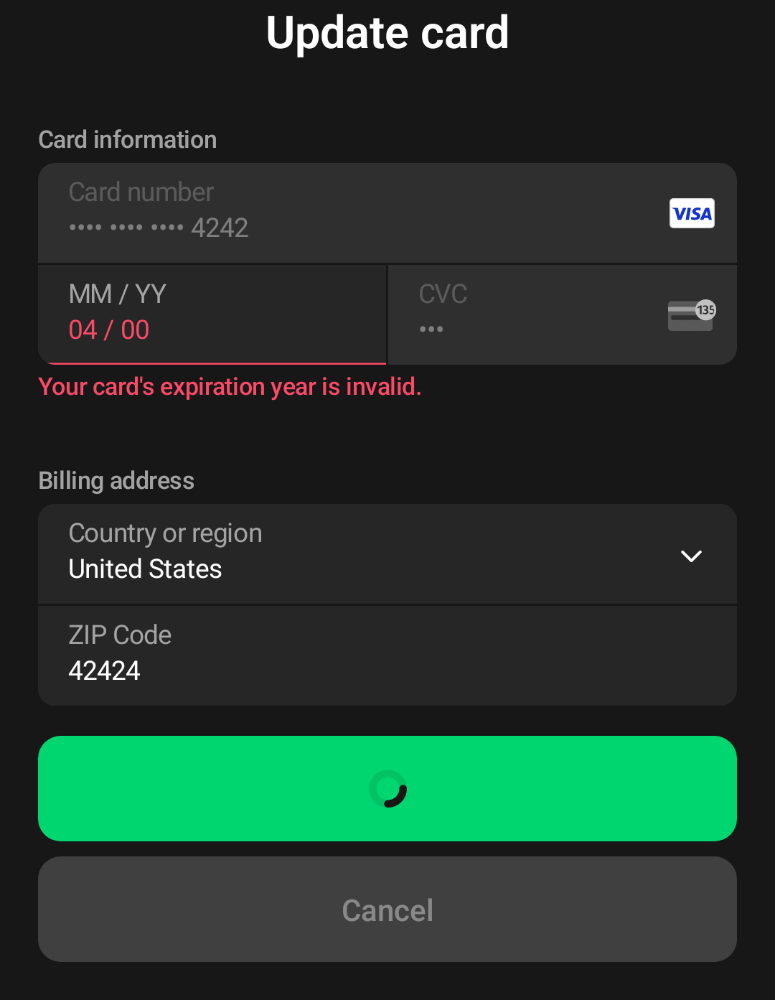 Update card
Card information
Card number
•••• •••• •••• 4242
VISA
MM / YY
04 / 00
CVC
•••
135
Your card's expiration year is invalid.
Billing address
Country or region
United States
ZIP Code
42424
Cancel